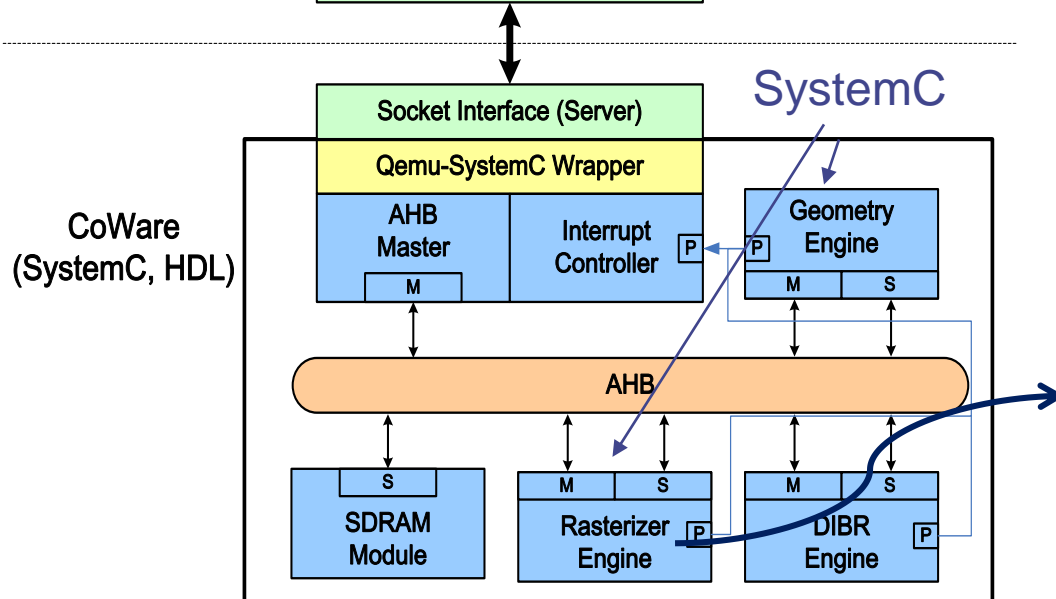 SystemC
Socket Interface (Server)
Qemu-SystemC Wrapper
CoWare
(SystemC, HDL)
AHB
Master
M
Interrupt
Controller
P
P
Geometry
Engine
M
S
AHB
S
SDRAM
Module
M
S
Rasterizer
Engine
P
M
S
DIBR
Engine
P